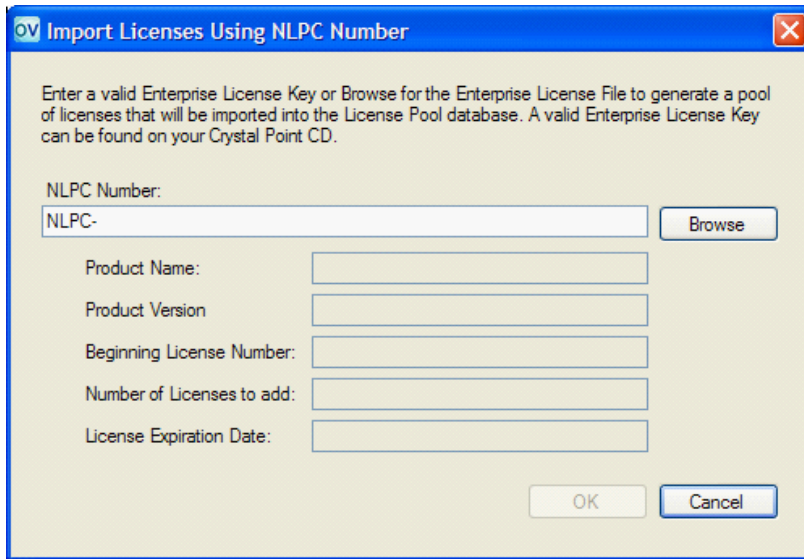 OV Import Licenses Using NLPC Number
Enter a valid Enterprise License Key or Browse for the Enterprise License File to generate a pool
of licenses that will be imported into the License Pool database. A valid Enterprise License Key
can be found on your Crystal Point CD.
NLPC Number:
NLPC-
Browse
Product Name:
Product Version
Beginning License Number:
Number of Licenses to add:
License Expiration Date:
OK
Cancel